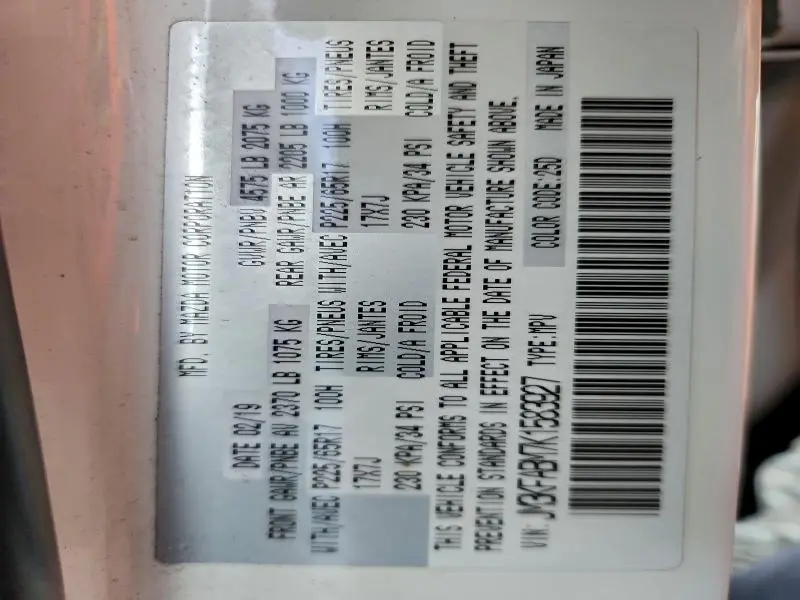 MFD. BY MAZDA MOTOR CORPORATION
DATE 02/19 GVWR/PNBV 4575 LB 2075 KG
FRONT GAWR/PNBE AV 2370 LB 1075 KG REAR GAWR/PNBE AR 2205 LB 1000 KG
WITH/AVEC P225/65R17 100H TIRES/PNEUS WITH/AVEC P225/65R17 100H TIRES/PNEUS
17X7J RIMS/JANTES 17X7J RIMS/JANTES
230 KPA/34 PSI COLD/A FROID 230 KPA/34 PSI COLD/A FROID
THIS VEHICLE CONFORMS TO ALL APPLICABLE FEDERAL MOTOR VEHICLE SAFETY AND THEFT
PREVENTION STANDARDS IN EFFECT ON THE DATE OF MANUFACTURE SHOWN ABOVE.
VIN: JM3KFABM7K1583927 TYPE:MPV COLOR CODE:25D MADE IN JAPAN